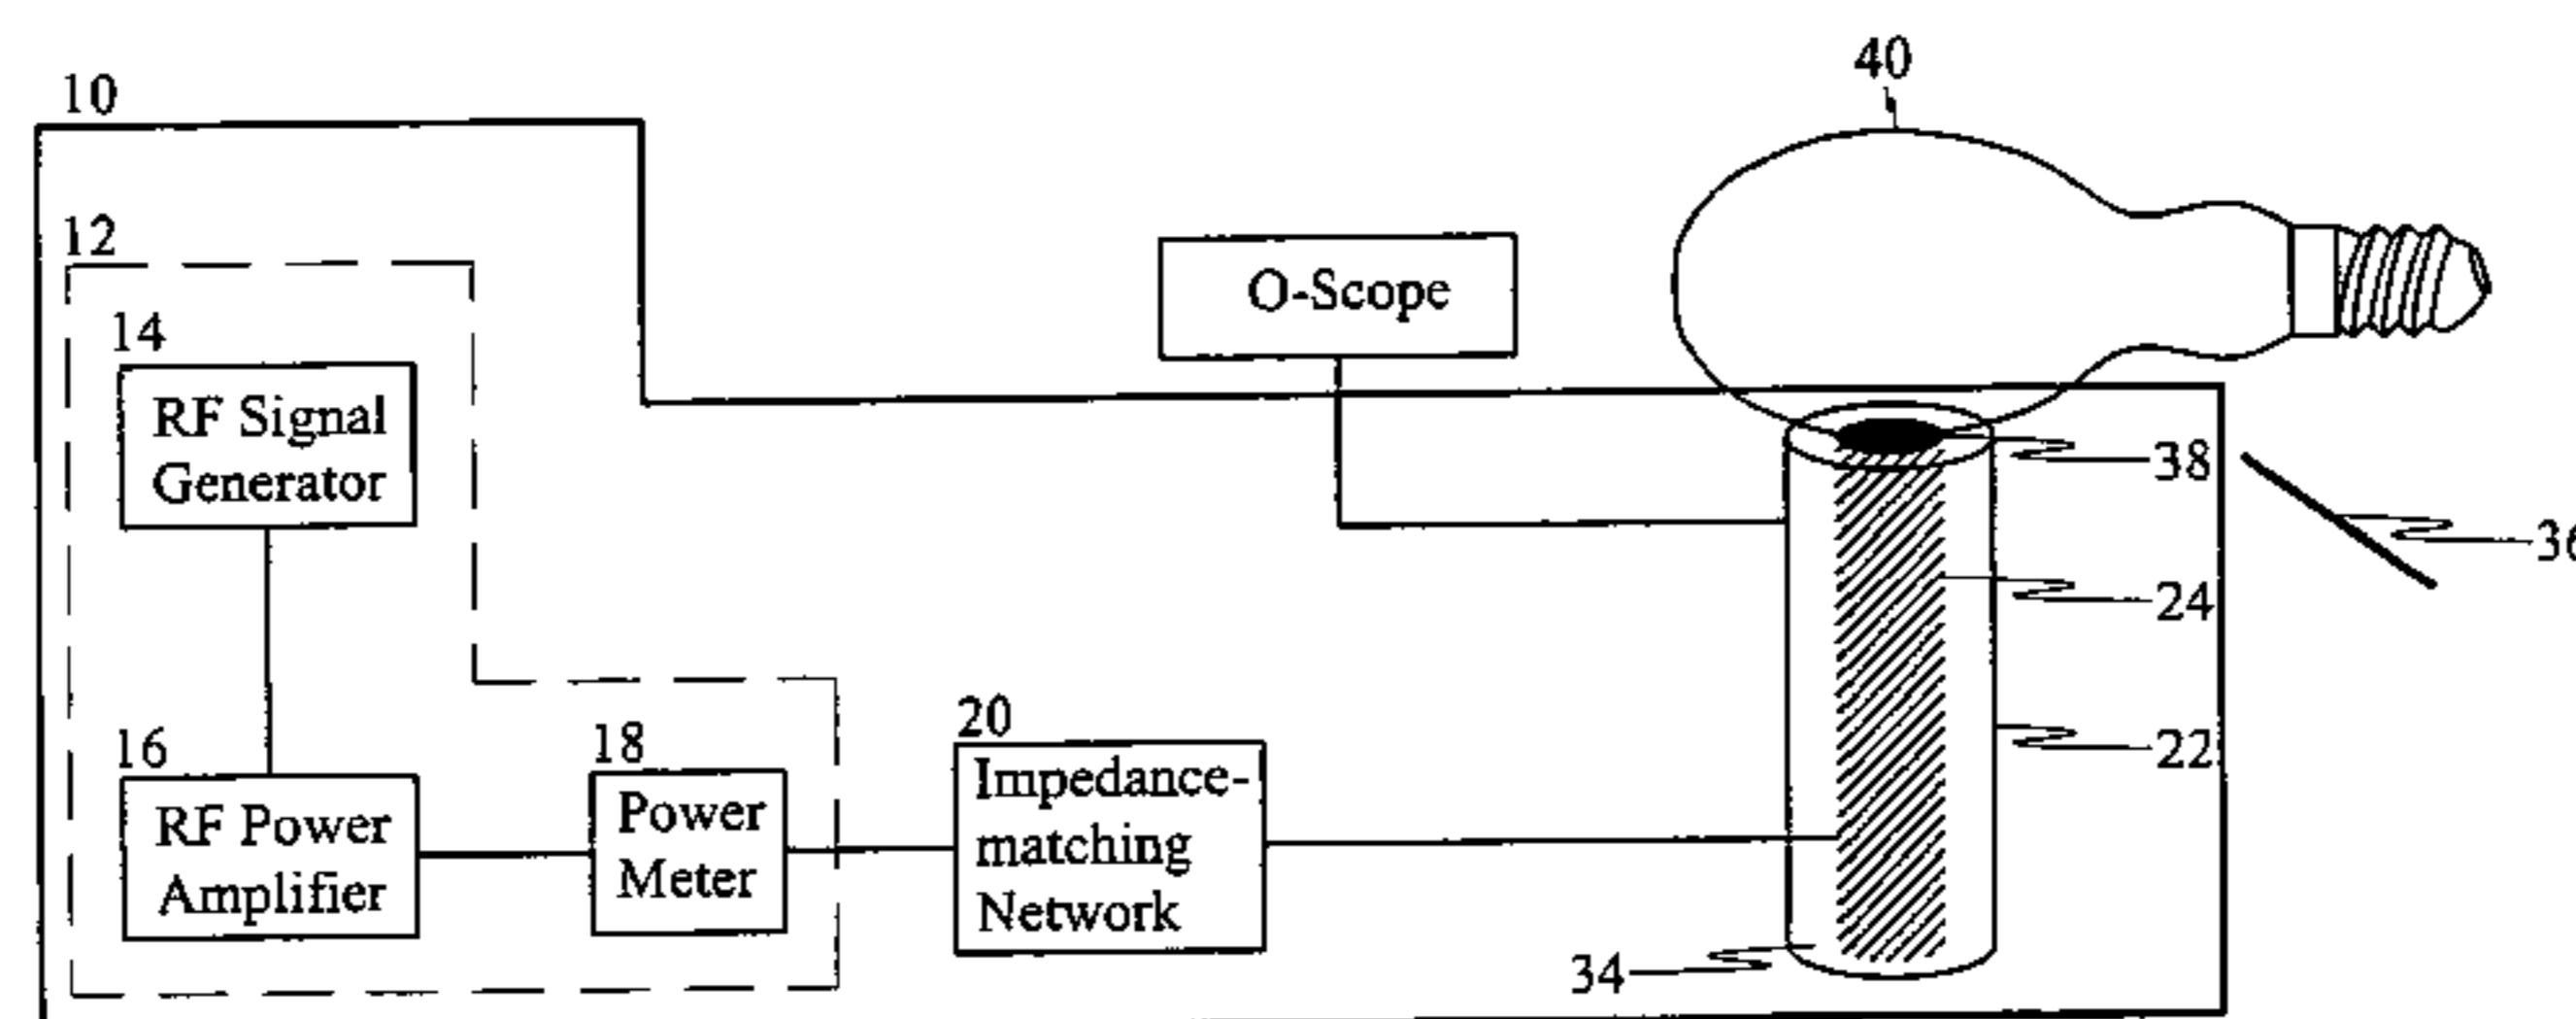 10
40
12
14
RF Signal
Generator
O-Scope
38
24
22
16
RF Power
Amplifier
18
Power
Meter
20
Impedance-
matching
Network
34